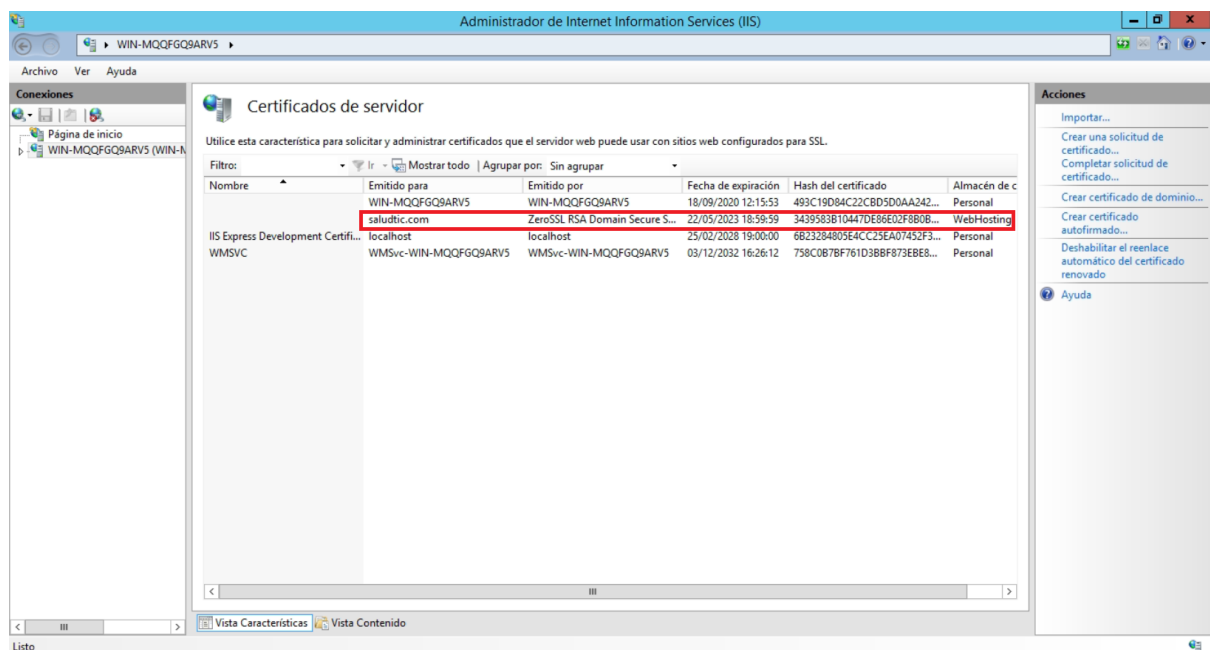 Administrador de Internet Information Services (IIS)
WIN-MQQFGQ9ARV5
Archivo Ver Ayuda
Conexiones
Página de inicio
WIN-MQQFGQ9ARV5 (WIN-M
Certificados de servidor
Utilice esta característica para solicitar y administrar certificados que el servidor web puede usar con sitios web configurados para SSL.
Filtro: Ir Mostrar todo Agrupar por: Sin agrupar
Nombre Emitido para Emitido por Fecha de expiración Hash del certificado Almacén de c
WIN-MQQFGQ9ARV5 WIN-MQQFGQ9ARV5 18/09/2020 12:15:53 493C19D84C22CBD5D0AA242... Personal
saludtic.com ZeroSSL RSA Domain Secure S... 22/05/2023 18:59:59 3439583B10447DE86E02F8B0B... WebHosting
IIS Express Development Certifi... localhost localhost 25/02/2028 19:00:00 6B23284805E4CC25EA07452F3... Personal
WMSVC WMSvc-WIN-MQQFGQ9ARV5 WMSvc-WIN-MQQFGQ9ARV5 03/12/2032 16:26:12 758C0B7BF761D3BBF873EBE8... Personal
Vista Características Vista Contenido
Acciones
Importar...
Crear una solicitud de
certificado...
Completar solicitud de
certificado...
Crear certificado de dominio...
Crear certificado
autofirmado...
Deshabilitar el reenlace
automático del certificado
renovado
Ayuda
Listo